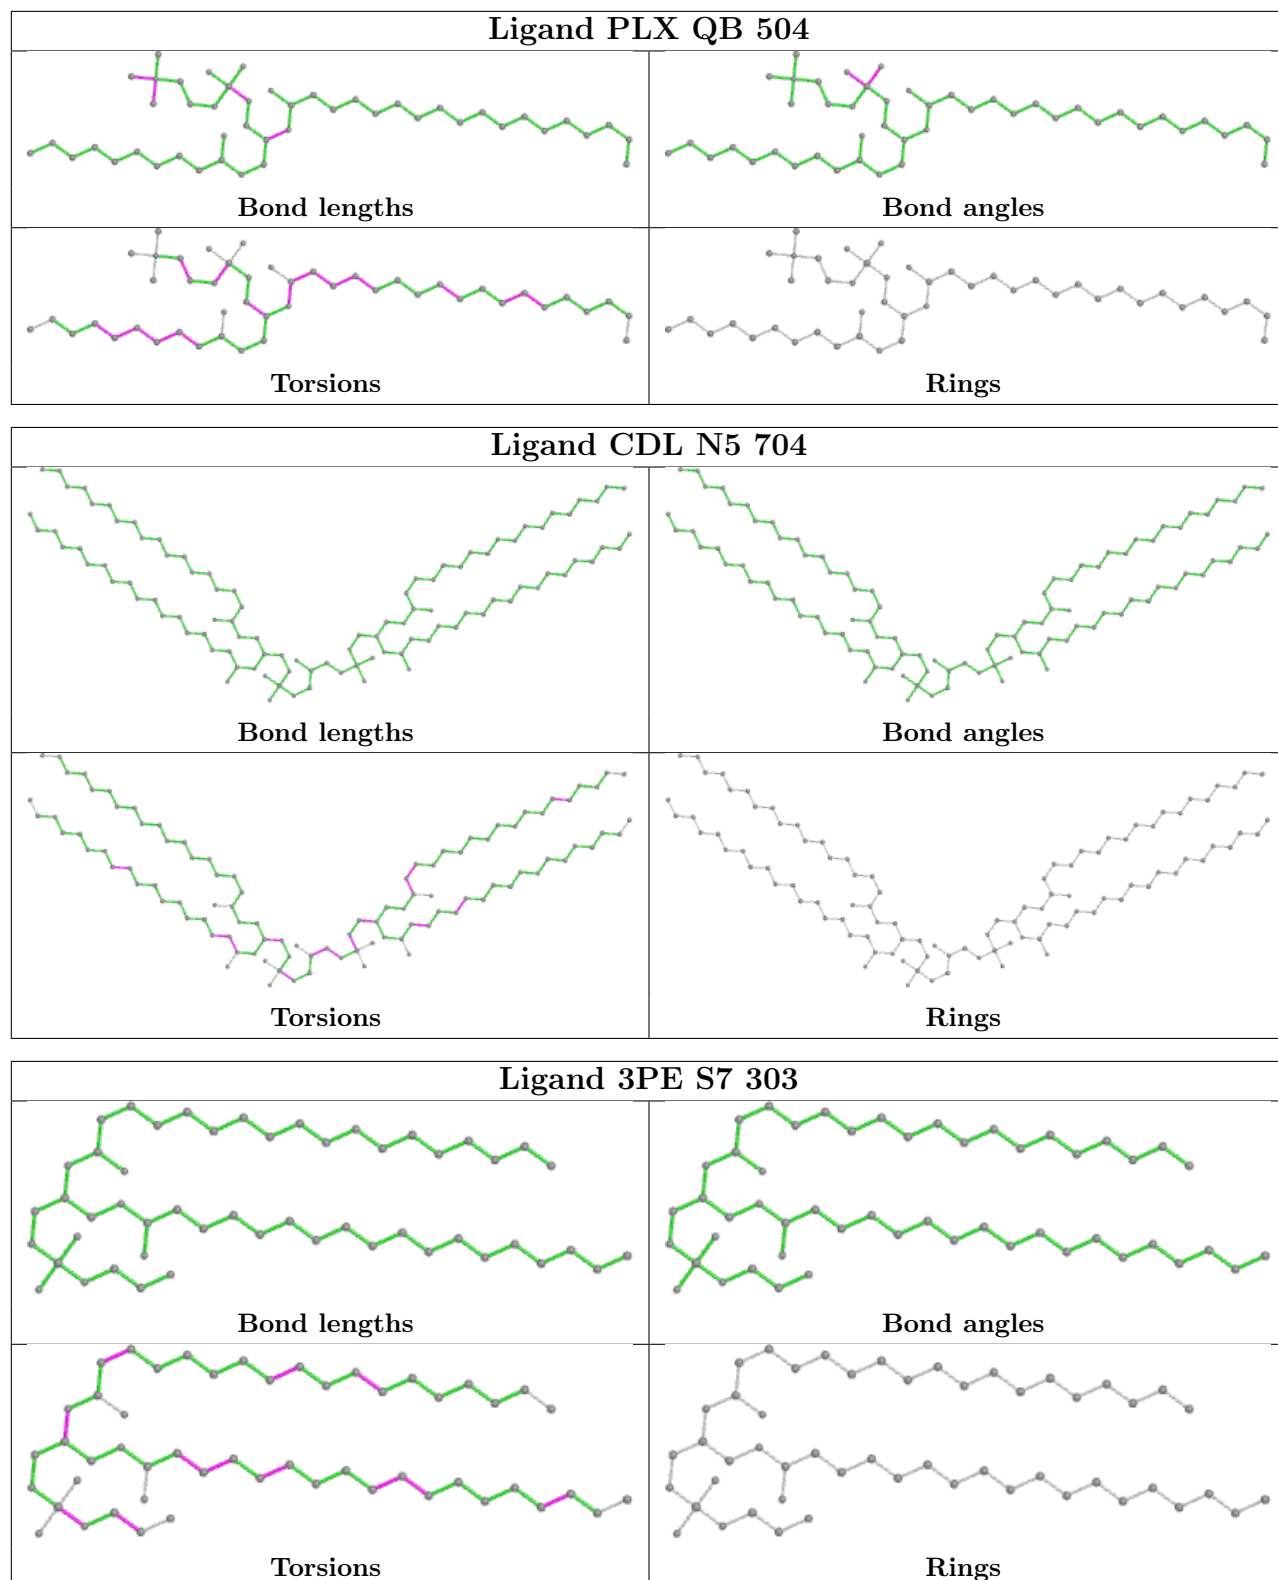 Ligand PLX QB 504
Bond lengths
Bond angles
Torsions
Rings
Ligand CDL N5 704
Bond lengths
Bond angles
Torsions
Rings
Ligand 3PE S7 303
Bond lengths
Bond angles
Torsions
Rings